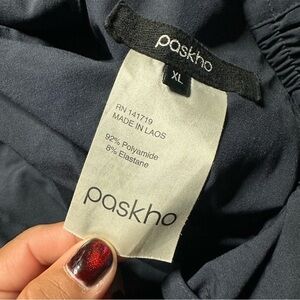 paskho
XL
RN 141719
MADE IN LAOS
92% Polyamide
8% Elastane
paskho